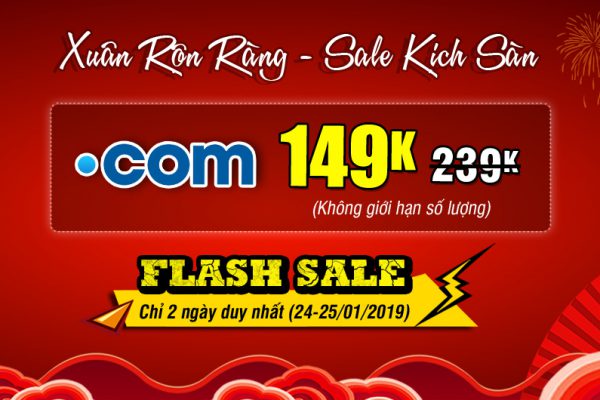 Xuân Rộn Ràng - Sale Kịch Sàn
.com 149K 239K
(Không giới hạn số lượng)
FLASH SALE
Chỉ 2 ngày duy nhất (24-25/01/2019)